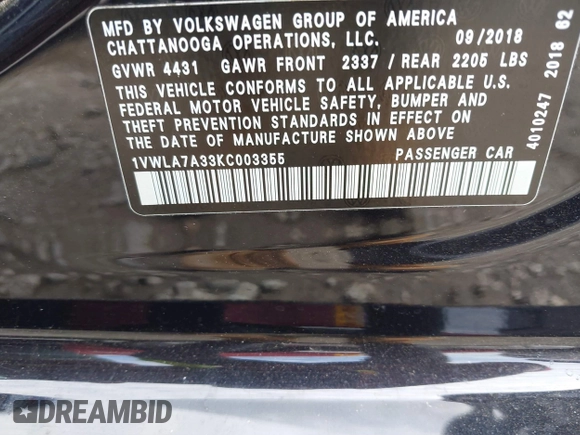 MFD BY VOLKSWAGEN GROUP OF AMERICA
CHATTANOOGA OPERATIONS, LLC. 09/2018
GVWR 4431 GAWR FRONT 2337 / REAR 2205 LBS
THIS VEHICLE CONFORMS TO ALL APPLICABLE U.S.
FEDERAL MOTOR VEHICLE SAFETY, BUMPER AND
THEFT PREVENTION STANDARDS IN EFFECT ON
THE DATE OF MANUFACTURE SHOWN ABOVE
1VWLA7A33KC003355 PASSENGER CAR
4010247 2018 62
DREAMBID